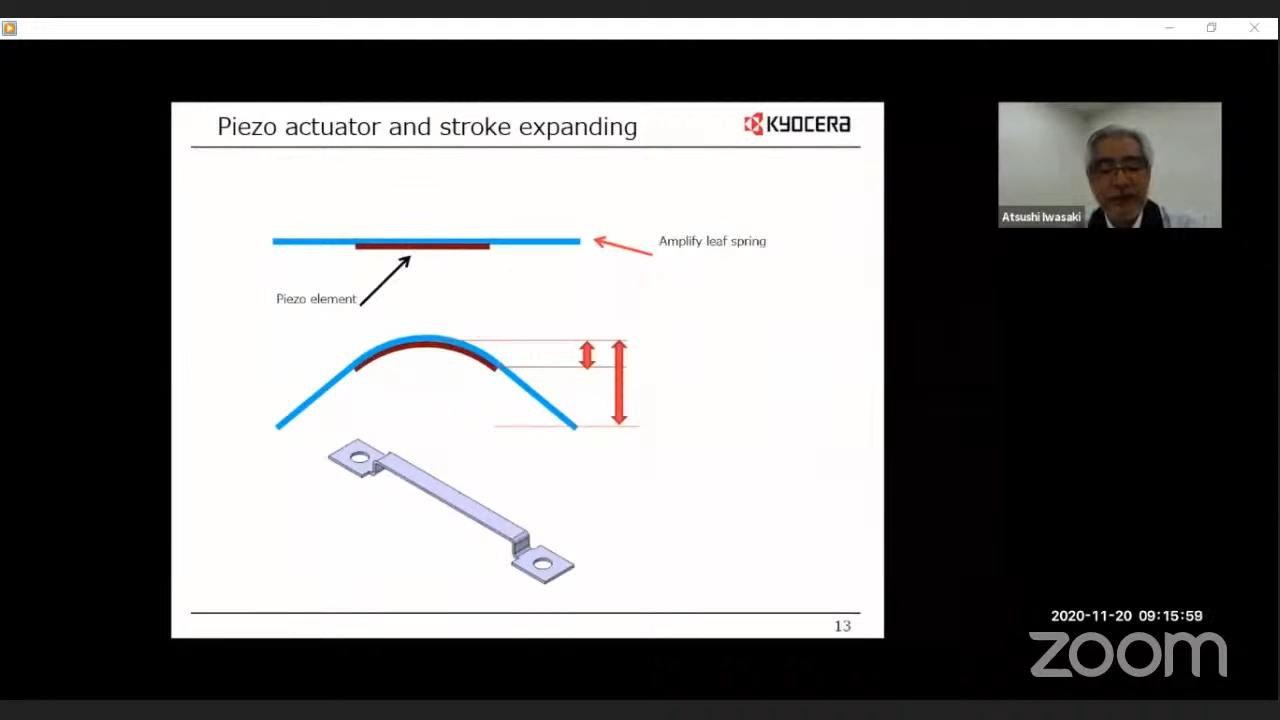 Piezo actuator and stroke expanding
KYOCERA
Amplify leaf spring
Piezo element
13
Atsushi Iwasaki
2020-11-20 09:15:59
zoom